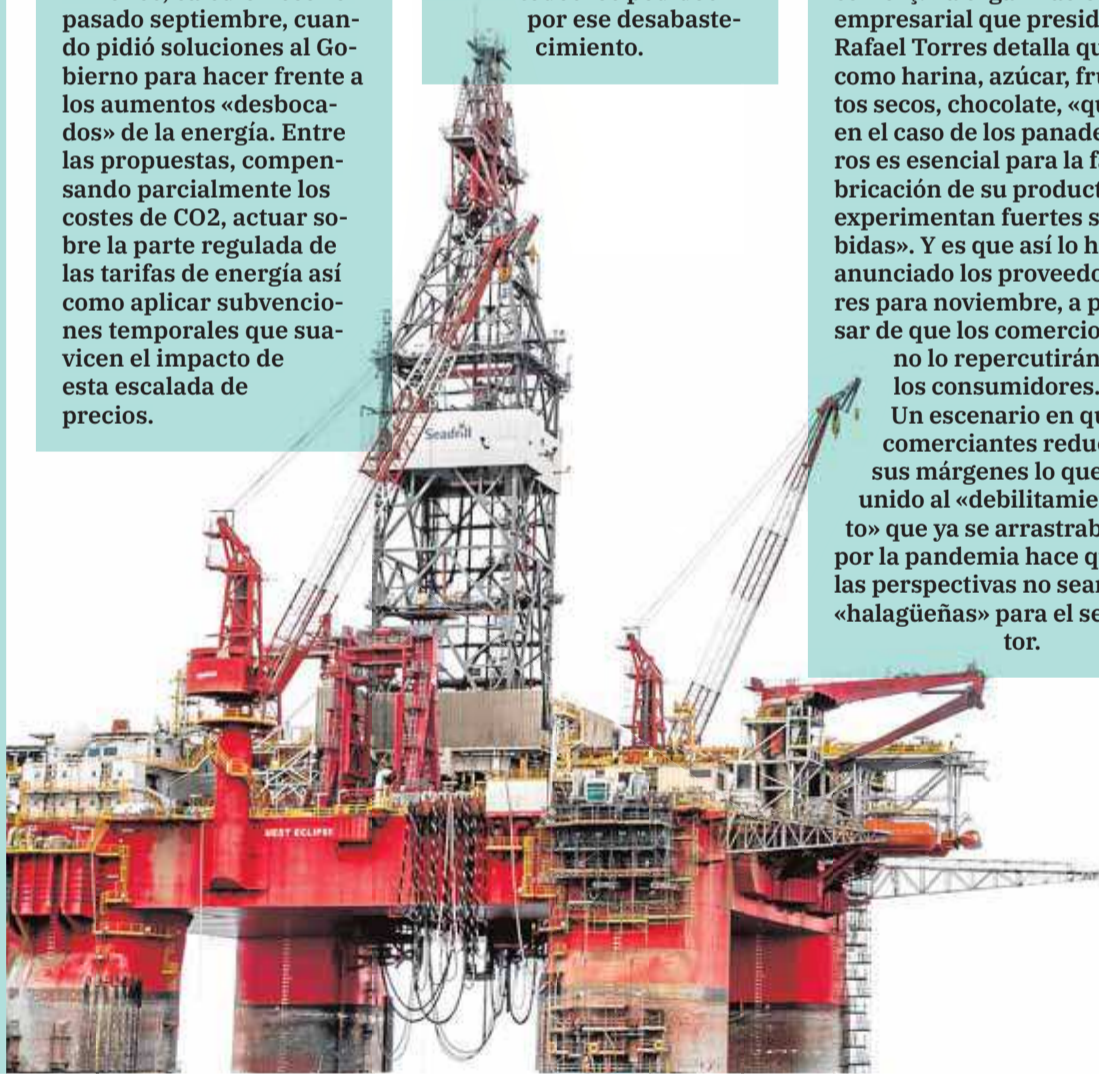 pasado septiembre, cuan-
do pidió soluciones al Go-
bierno para hacer frente a
los aumentos «desboca-
dos» de la energía. Entre
las propuestas, compen-
sando parcialmente los
costes de CO2, actuar so-
bre la parte regulada de
las tarifas de energía así
como aplicar subvencio-
nes temporales que sua-
vicen el impacto de
esta escalada de
precios.
por ese desabaste-
cimiento.
empresarial que presid
Rafael Torres detalla qu
como harina, azúcar, fru
tos secos, chocolate, «qu
en el caso de los panade
ros es esencial para la fa
bricación de su product
experimentan fuertes s
bidas». Y es que así lo h
anunciado los proveedo
res para noviembre, a p
sar de que los comercio
no lo repercutirán
los consumidores.
Un escenario en qu
comerciantes redu
sus márgenes lo que
unido al «debilitamie
to» que ya se arrastrab
por la pandemia hace q
las perspectivas no sean
«halagüeñas» para el se
tor.
Seadrill
WEST ECLIPSE